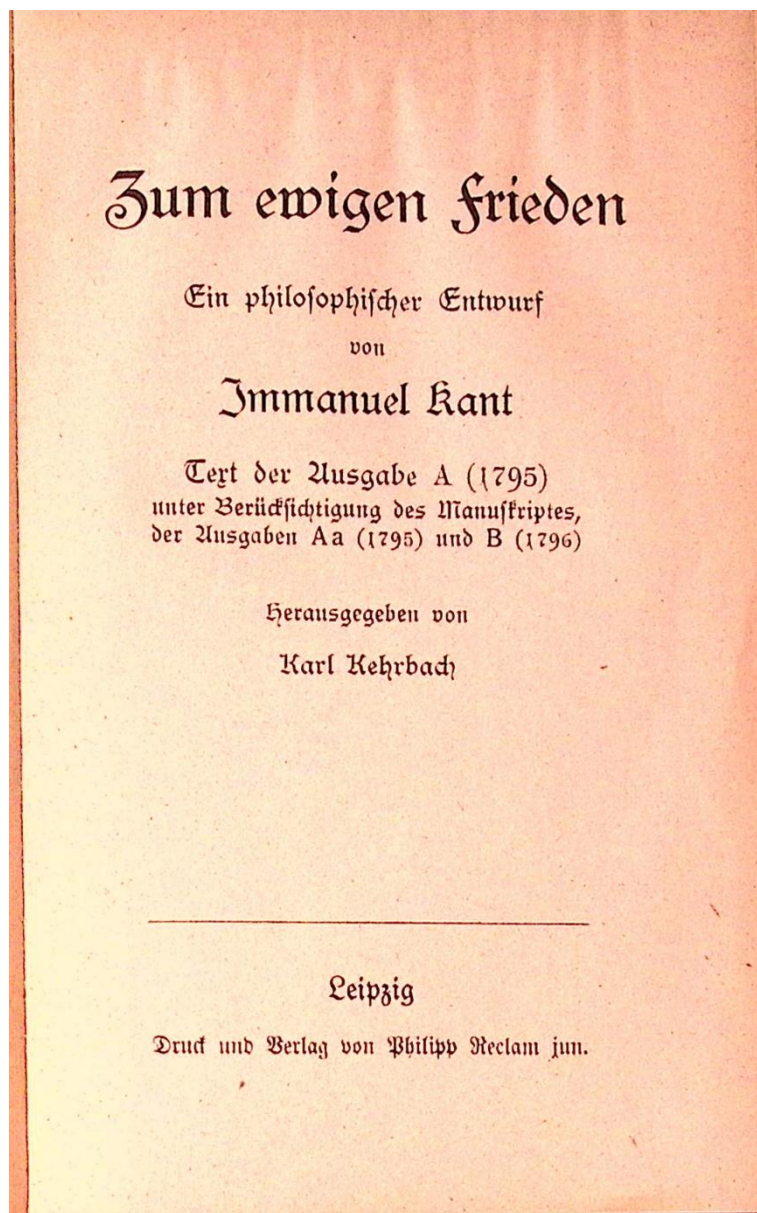 Zum ewigen Frieden
Ein philosophischer Entwurf
von
Immanuel Kant
Text der Ausgabe A (1795)
unter Berücksichtigung des Manuskriptes,
der Ausgaben Aa (1795) und B (1796)
Herausgegeben von
Karl Kehrbach
Leipzig
Druck und Verlag von Philipp Reclam jun.